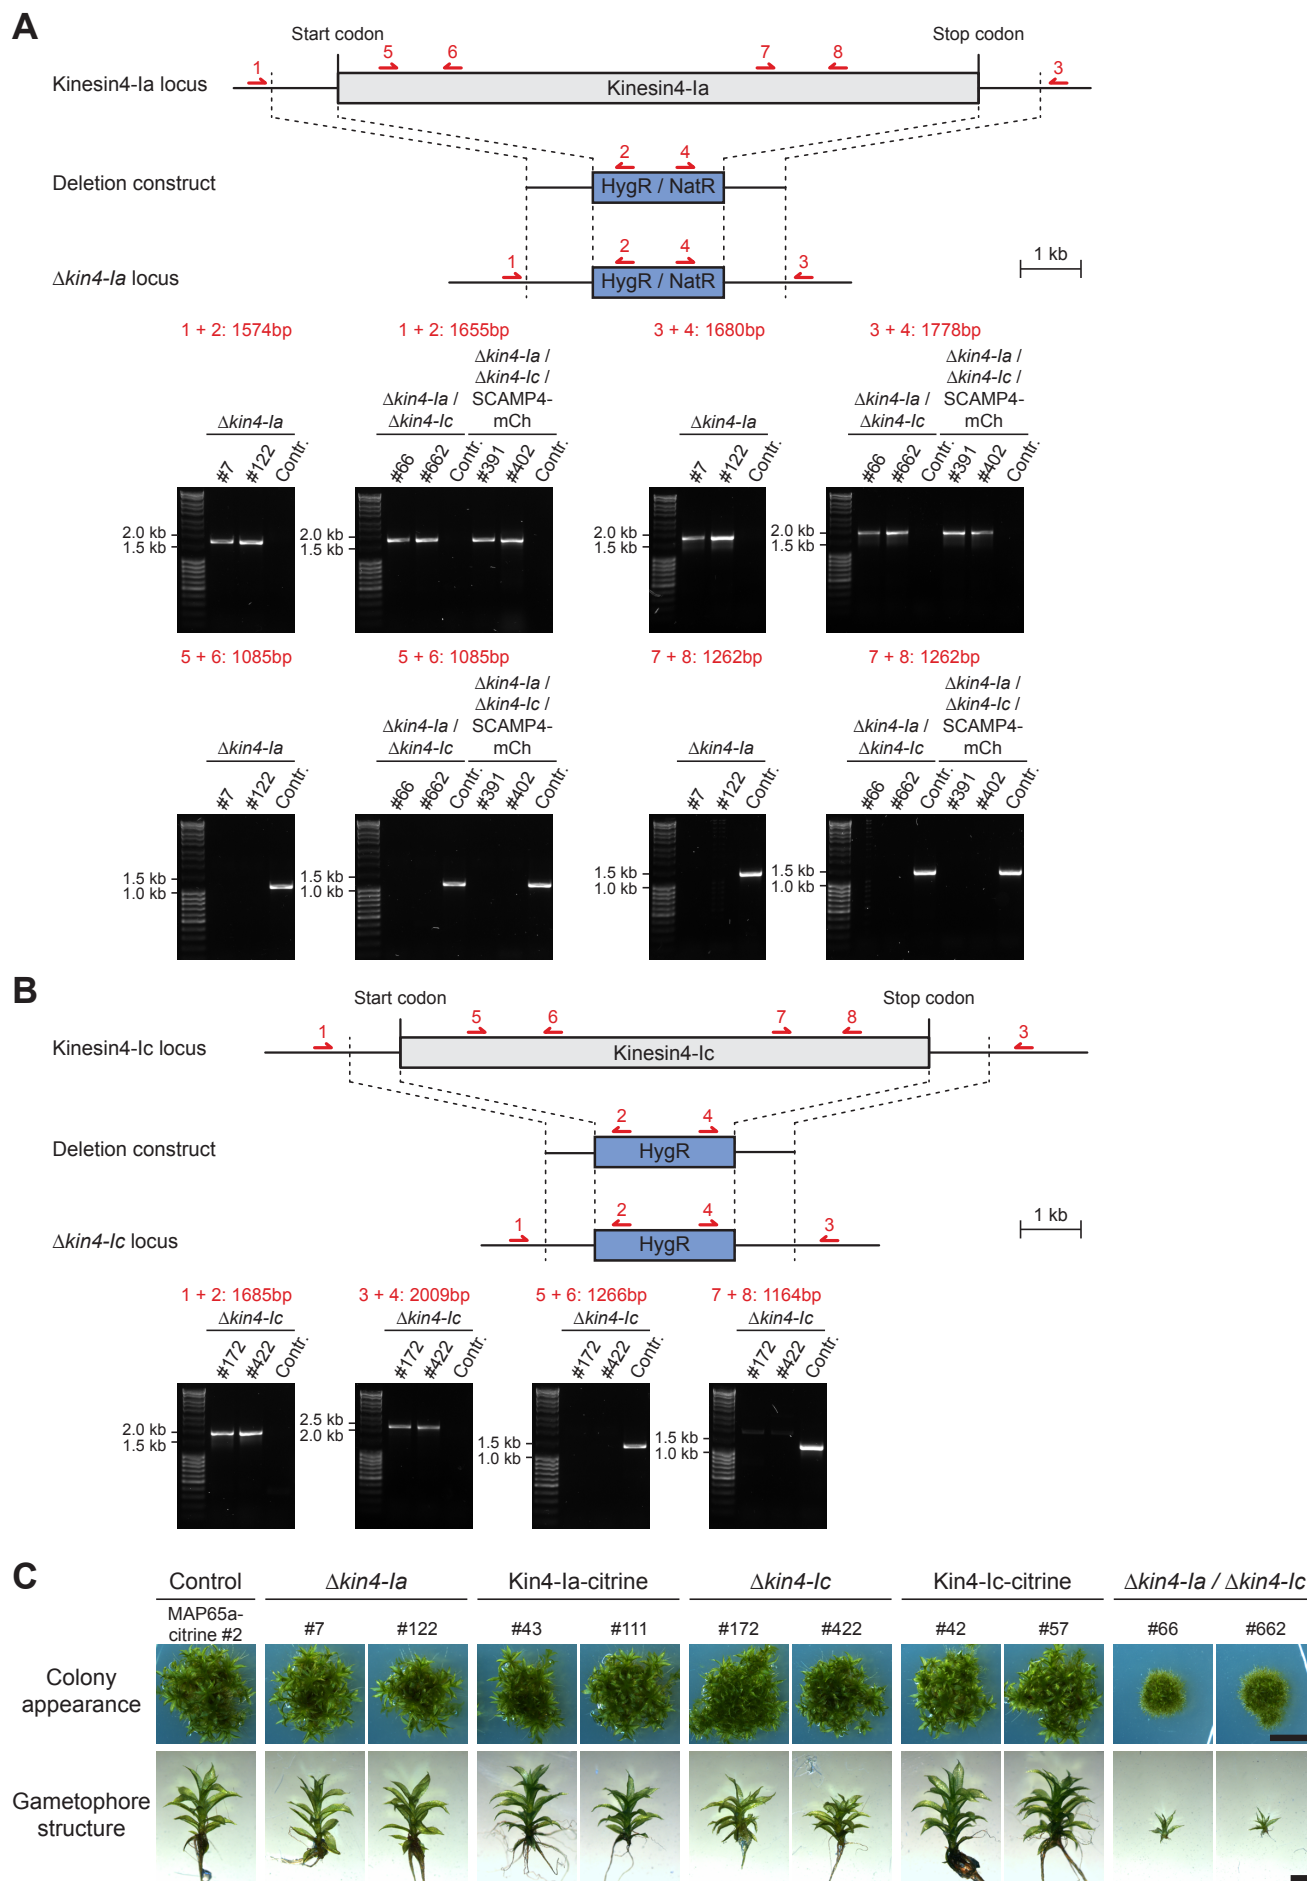 A
Start codon
Stop codon
1
5
6
7
8
3
Kinesin4-Ia locus
Kinesin4-Ia
2
4
Deletion construct
HygR / NatR
1
2
4
3
1 kb
Δkin4-Ia locus
HygR / NatR
1 + 2: 1574bp
1 + 2: 1655bp
3 + 4: 1680bp
3 + 4: 1778bp
Δkin4-Ia
#7
#122
Contr.
2.0 kb
1.5 kb
Δkin4-Ia /
Δkin4-Ic
Δkin4-Ia /
Δkin4-Ic /
SCAMP4-
mCh
#66
#662
Contr.
#391
#402
Contr.
2.0 kb
1.5 kb
Δkin4-Ia
#7
#122
Contr.
2.0 kb
1.5 kb
Δkin4-Ia /
Δkin4-Ic
Δkin4-Ia /
Δkin4-Ic /
SCAMP4-
mCh
#66
#662
Contr.
#391
#402
Contr.
2.0 kb
1.5 kb
5 + 6: 1085bp
5 + 6: 1085bp
7 + 8: 1262bp
7 + 8: 1262bp
Δkin4-Ia
#7
#122
Contr.
1.5 kb
1.0 kb
Δkin4-Ia /
Δkin4-Ic
Δkin4-Ia /
Δkin4-Ic /
SCAMP4-
mCh
#66
#662
Contr.
#391
#402
Contr.
1.5 kb
1.0 kb
Δkin4-Ia
#7
#122
Contr.
1.5 kb
1.0 kb
Δkin4-Ia /
Δkin4-Ic
Δkin4-Ia /
Δkin4-Ic /
SCAMP4-
mCh
#66
#662
Contr.
#391
#402
Contr.
1.5 kb
1.0 kb
B
Start codon
Stop codon
1
5
6
7
8
3
Kinesin4-Ic locus
Kinesin4-Ic
2
4
Deletion construct
HygR
1
2
4
3
1 kb
Δkin4-Ic locus
HygR
1 + 2: 1685bp
3 + 4: 2009bp
5 + 6: 1266bp
7 + 8: 1164bp
Δkin4-Ic
#172
#422
Contr.
2.0 kb
1.5 kb
Δkin4-Ic
#172
#422
Contr.
2.5 kb
2.0 kb
Δkin4-Ic
#172
#422
Contr.
1.5 kb
1.0 kb
Δkin4-Ic
#172
#422
Contr.
1.5 kb
1.0 kb
C
Control
Δkin4-Ia
Kin4-Ia-citrine
Δkin4-Ic
Kin4-Ic-citrine
Δkin4-Ia / Δkin4-Ic
MAP65a-
citrine #2
#7
#122
#43
#111
#172
#422
#42
#57
#66
#662
Colony
appearance
Gametophore
structure